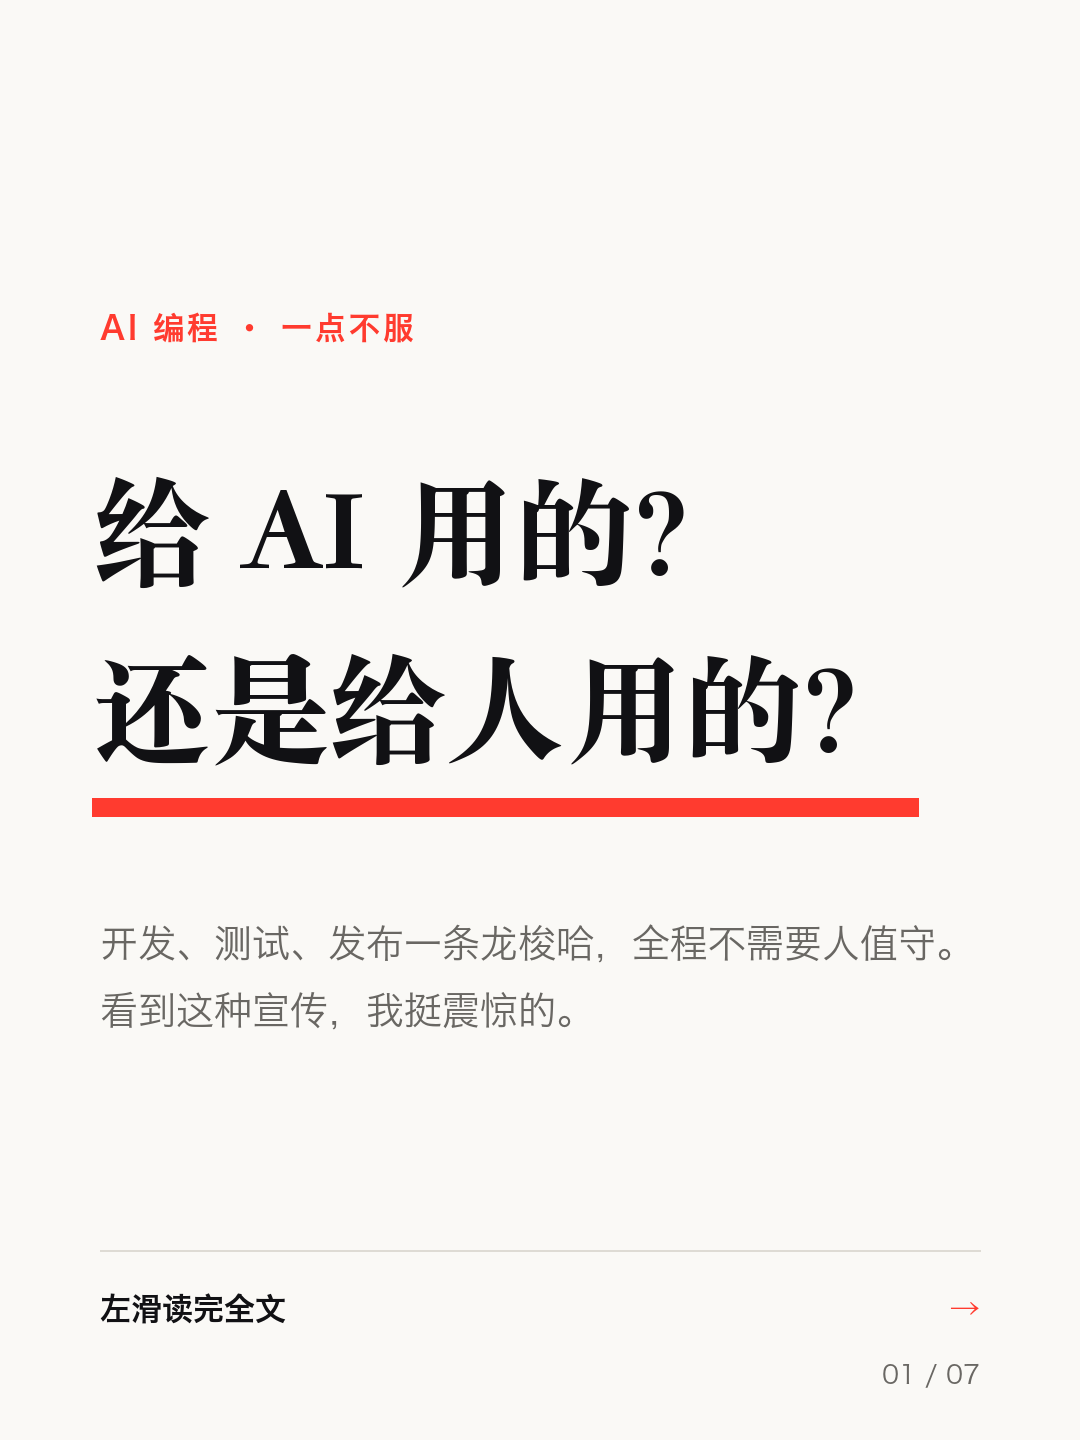 AI 编程 · 一点不服
给 AI 用的？
还是给人用的？
开发、测试、发布一条龙梭哈，全程不需要人值守。
看到这种宣传，我挺震惊的。
左滑读完全文 →
01 / 07